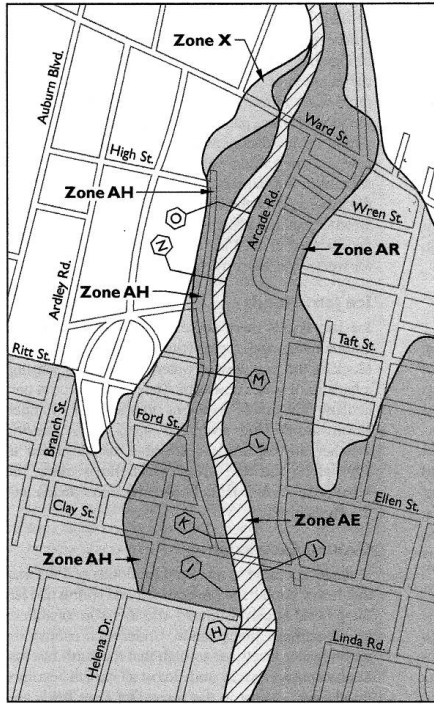 Zone X
Auburn Blvd.
Ward St.
High St.
Zone AH
Arcade Rd.
Wren St.
O
N
Zone AR
Ardley Rd.
Zone AH
Taft St.
Ritt St.
M
Branch St.
Ford St.
L
Ellen St.
Clay St.
K
Zone AE
J
Zone AH
I
H
Helena Dr.
Linda Rd.